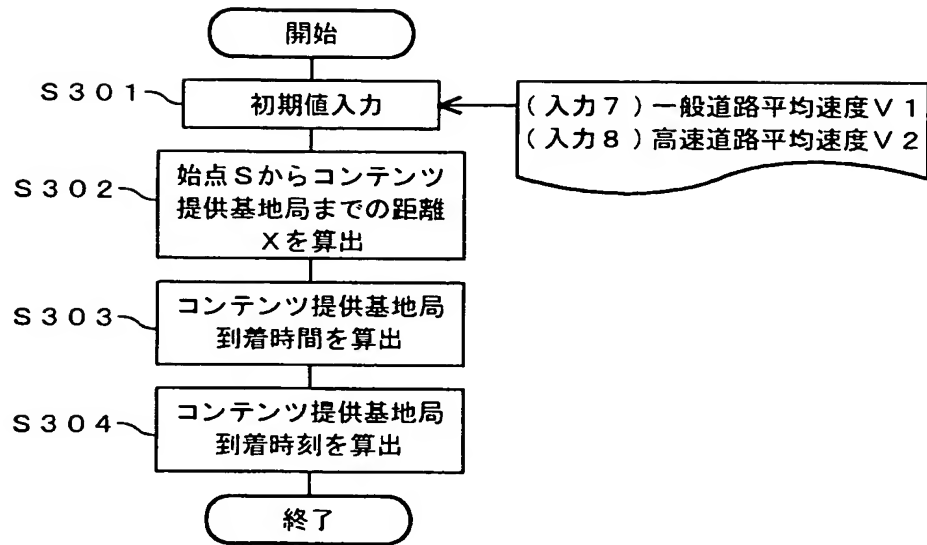 開始
S301
初期値入力
(入力7)一般道路平均速度V1
(入力8)高速道路平均速度V2
S302
始点Sからコンテンツ
提供基地局までの距離
Xを算出
S303
コンテンツ提供基地局
到着時間を算出
S304
コンテンツ提供基地局
到着時刻を算出
終了